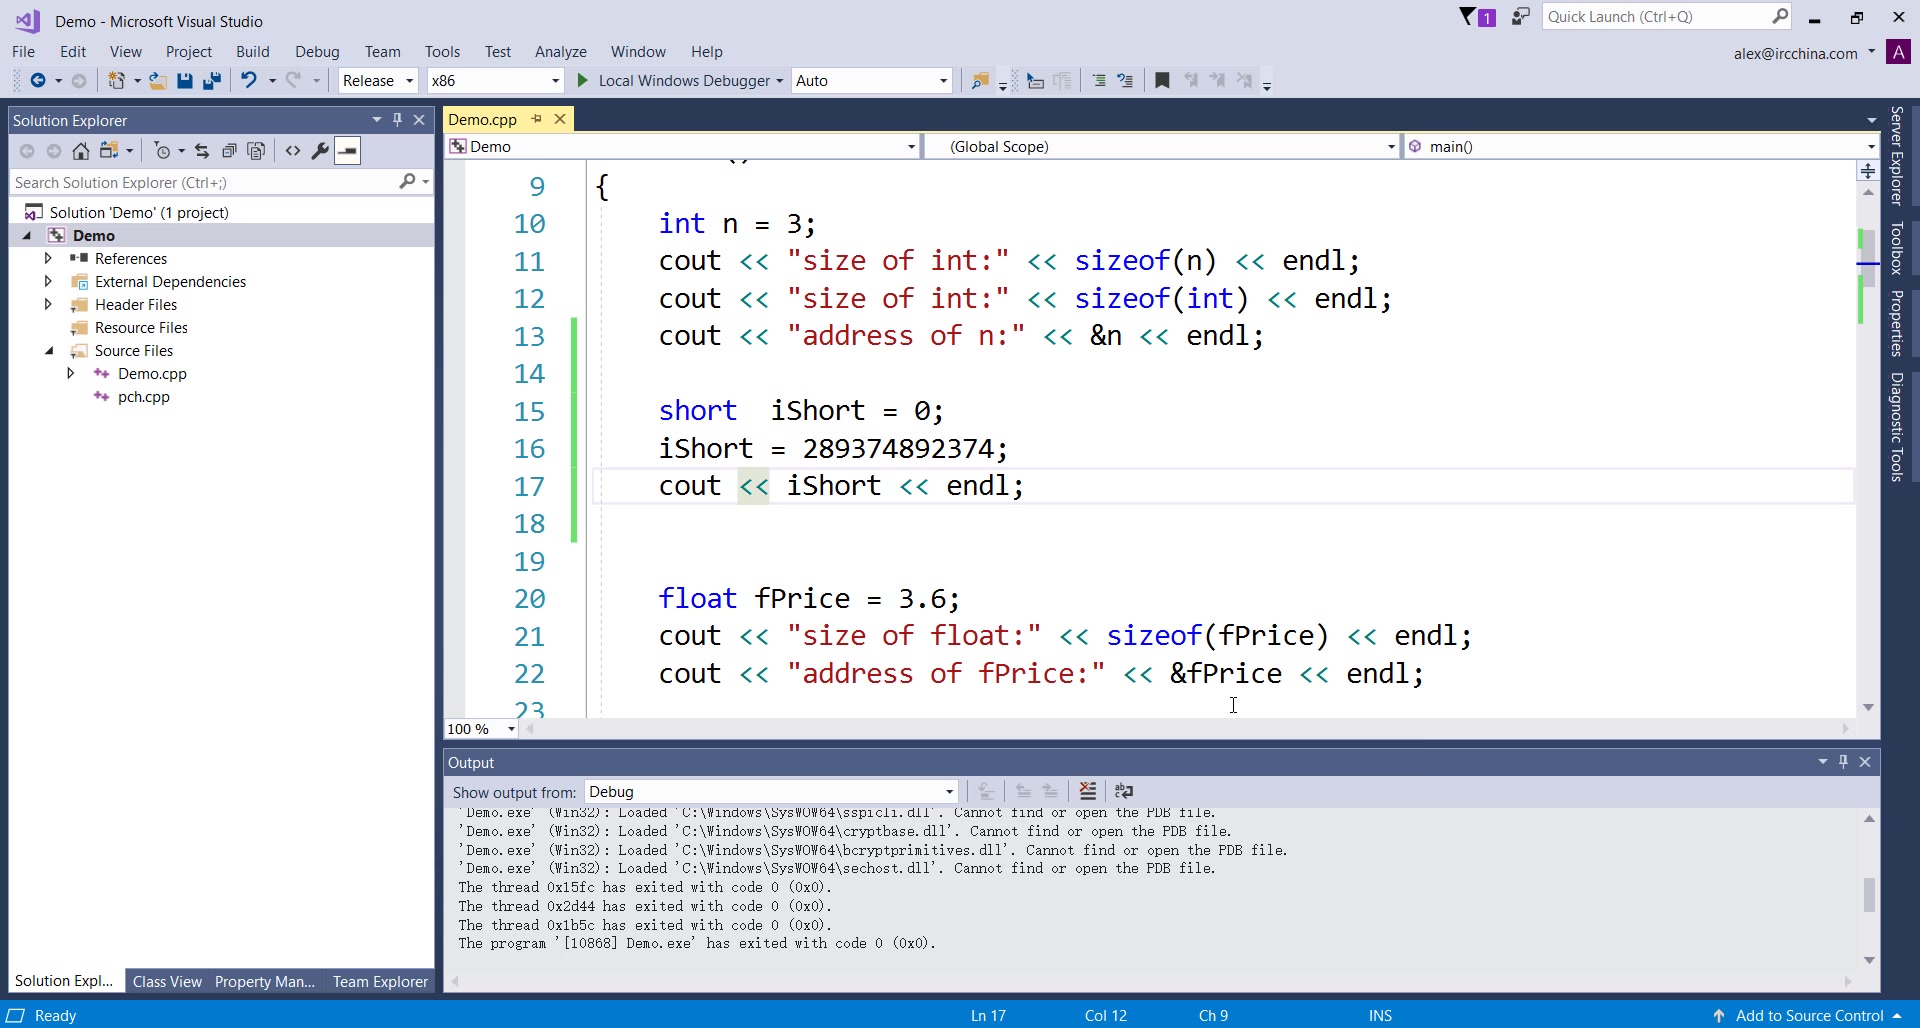 Demo - Microsoft Visual Studio
1
Quick Launch (Ctrl+Q)
File Edit View Project Build Debug Team Tools Test Analyze Window Help
alex@ircchina.com A
Release x86 Local Windows Debugger Auto
Solution Explorer
Search Solution Explorer (Ctrl+;)
Solution 'Demo' (1 project)
Demo
References
External Dependencies
Header Files
Resource Files
Source Files
Demo.cpp
pch.cpp
Solution Expl... Class View Property Man... Team Explorer
Demo.cpp
Demo (Global Scope) main()
9 {
10 int n = 3;
11 cout << "size of int:" << sizeof(n) << endl;
12 cout << "size of int:" << sizeof(int) << endl;
13 cout << "address of n:" << &n << endl;
14
15 short  iShort = 0;
16 iShort = 289374892374;
17 cout << iShort << endl;
18
19
20 float fPrice = 3.6;
21 cout << "size of float:" << sizeof(fPrice) << endl;
22 cout << "address of fPrice:" << &fPrice << endl;
23
100 %
Server Explorer
Toolbox
Properties
Diagnostic Tools
Output
Show output from: Debug
'Demo.exe' (Win32): Loaded 'C:\Windows\SysWOW64\sspicli.dll'. Cannot find or open the PDB file.
'Demo.exe' (Win32): Loaded 'C:\Windows\SysWOW64\cryptbase.dll'. Cannot find or open the PDB file.
'Demo.exe' (Win32): Loaded 'C:\Windows\SysWOW64\bcryptprimitives.dll'. Cannot find or open the PDB file.
'Demo.exe' (Win32): Loaded 'C:\Windows\SysWOW64\sechost.dll'. Cannot find or open the PDB file.
The thread 0x15fc has exited with code 0 (0x0).
The thread 0x2d44 has exited with code 0 (0x0).
The thread 0x1b5c has exited with code 0 (0x0).
The program '[10868] Demo.exe' has exited with code 0 (0x0).
Ready Ln 17 Col 12 Ch 9 INS Add to Source Control